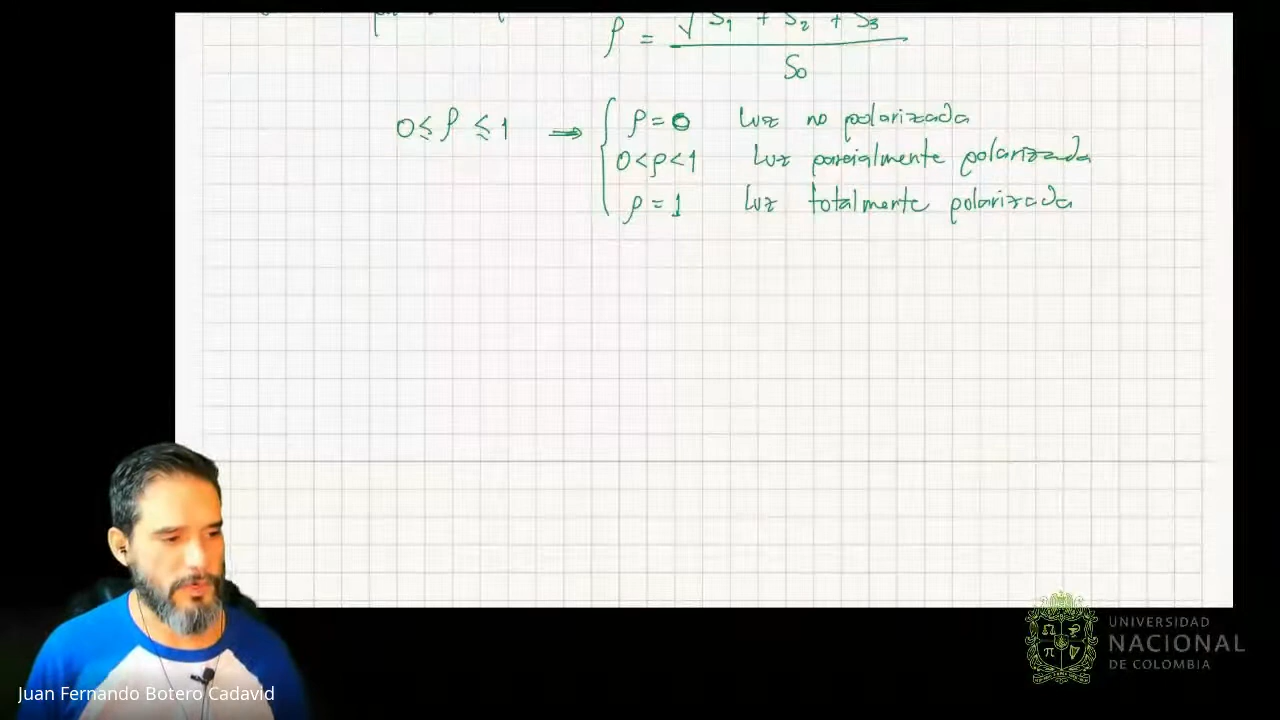 ρ = √ S1 + S2 + S3
S0
0 ≤ ρ ≤ 1 ⇒ { ρ = 0 luz no polarizada
0 < ρ < 1 luz parcialmente polarizada
ρ = 1 luz totalmente polarizada
UNIVERSIDAD
NACIONAL
DE COLOMBIA
Juan Fernando Botero Cadavid